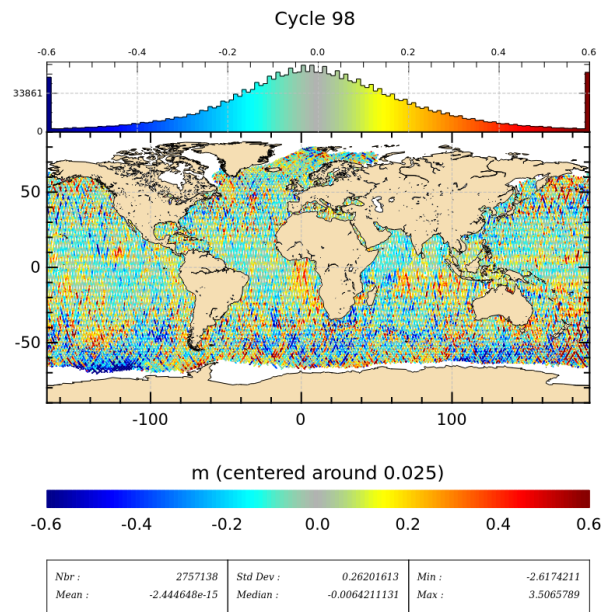 Cycle 98
-0.6 -0.4 -0.2 0.0 0.2 0.4 0.6
33861
0
50
0
-50
-100 0 100
m (centered around 0.025)
-0.6 -0.4 -0.2 0.0 0.2 0.4 0.6
Nbr : 2757138 Std Dev : 0.26201613 Min : -2.6174211
Mean : -2.444648e-15 Median : -0.0064211131 Max : 3.5065789